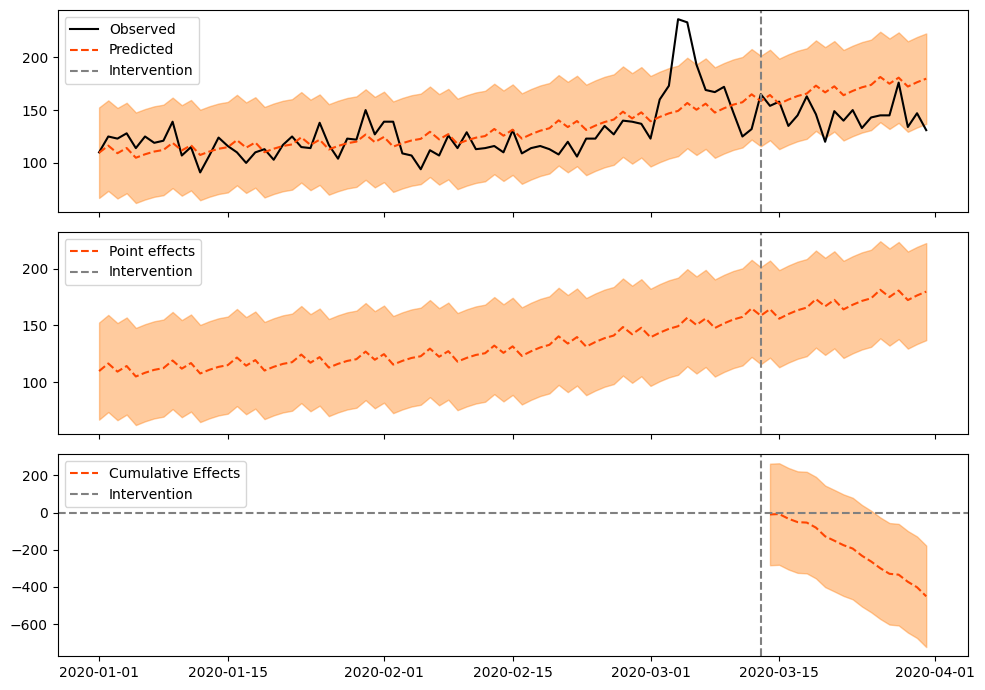 Observed
Predicted
Intervention
200
150
100
Point effects
Intervention
200
150
100
Cumulative Effects
Intervention
200
0
−200
−400
−600
2020-01-01
2020-01-15
2020-02-01
2020-02-15
2020-03-01
2020-03-15
2020-04-01